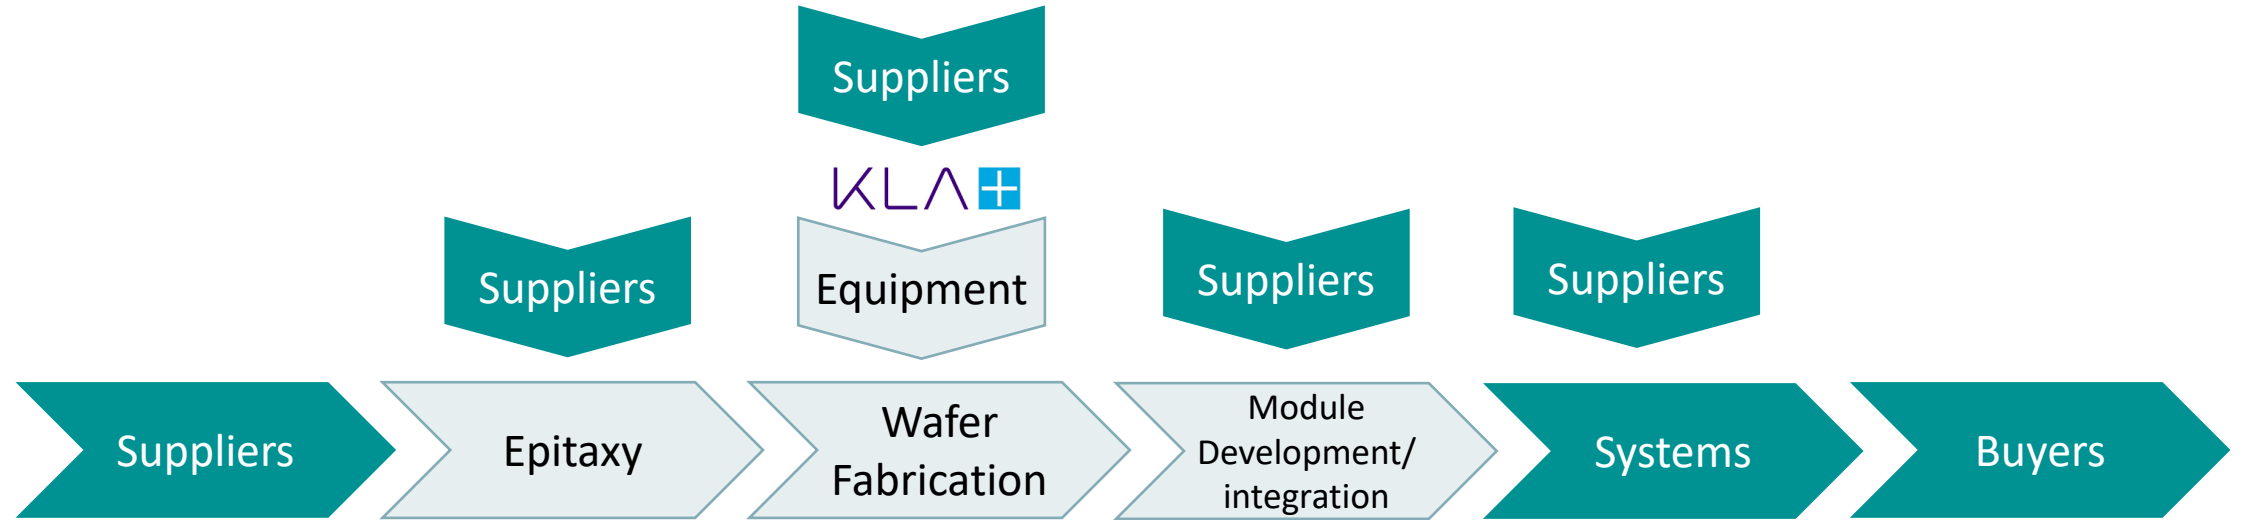 Suppliers
KLA+
Suppliers
Equipment
Suppliers
Suppliers
Suppliers
Epitaxy
Wafer
Fabrication
Module
Development/
integration
Systems
Buyers